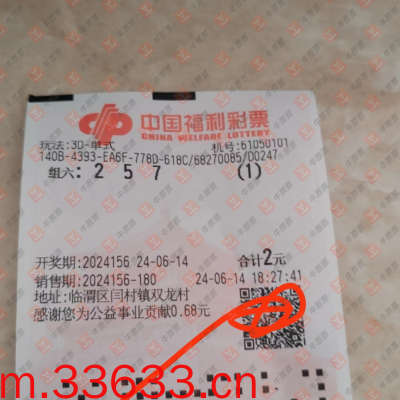 中国福利彩票
CHINA WELFARE LOTTERY
玩法:3D-单式 机号:61050101
140B-4393-EA6F-778D-618C/68270085/D0247
组六: 2 5 7 (1)
开奖期:2024156 24-06-14 合计2元
销售期:2024156-180 24-06-14 18:27:41
地址:临渭区闫村镇双龙村
感谢您为公益事业贡献0.68元
m.33633.cn